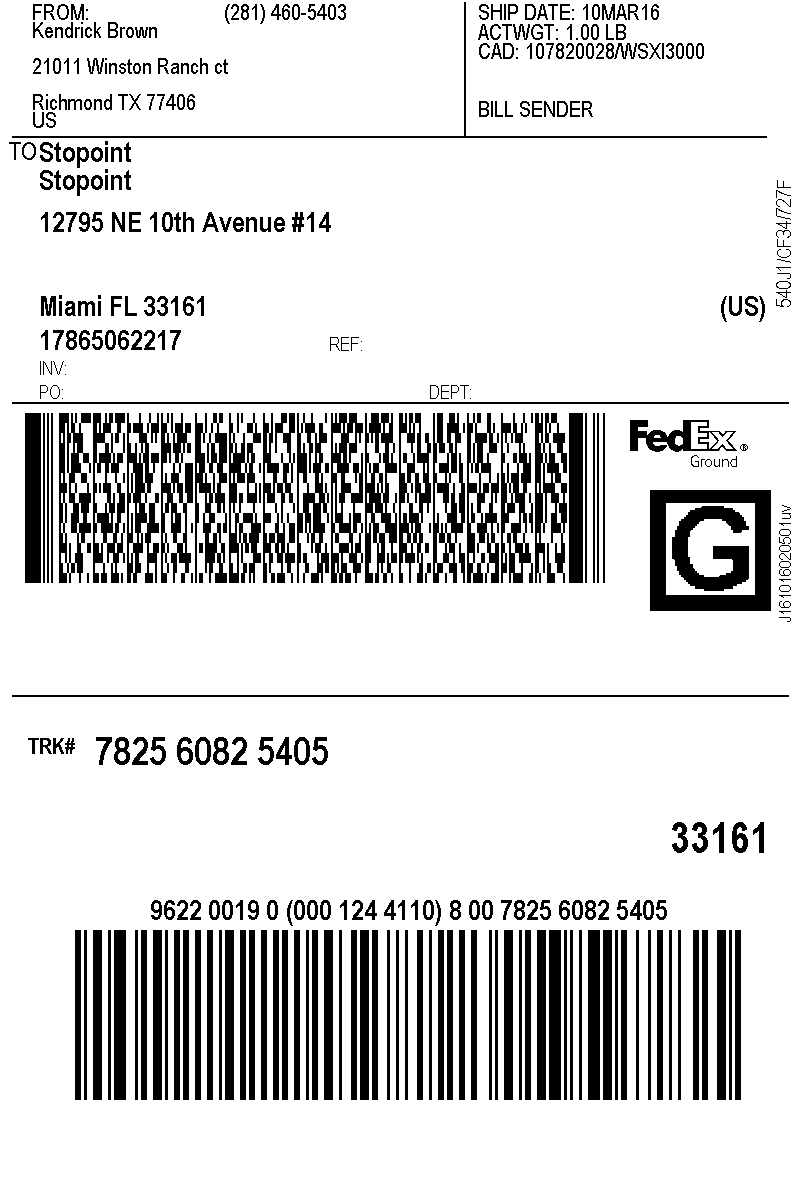 FROM: (281) 460-5403
Kendrick Brown
21011 Winston Ranch ct
Richmond TX 77406
US
SHIP DATE: 10MAR16
ACTWGT: 1.00 LB
CAD: 107820028/WSXI3000
BILL SENDER
TO Stopoint
Stopoint
12795 NE 10th Avenue #14
Miami FL 33161 (US)
17865062217 REF:
INV:
PO: DEPT:
540J1/CF34/727F
FedEx®
Ground
G
J161016020501uv
TRK# 7825 6082 5405
33161
9622 0019 0 (000 124 4110) 8 00 7825 6082 5405